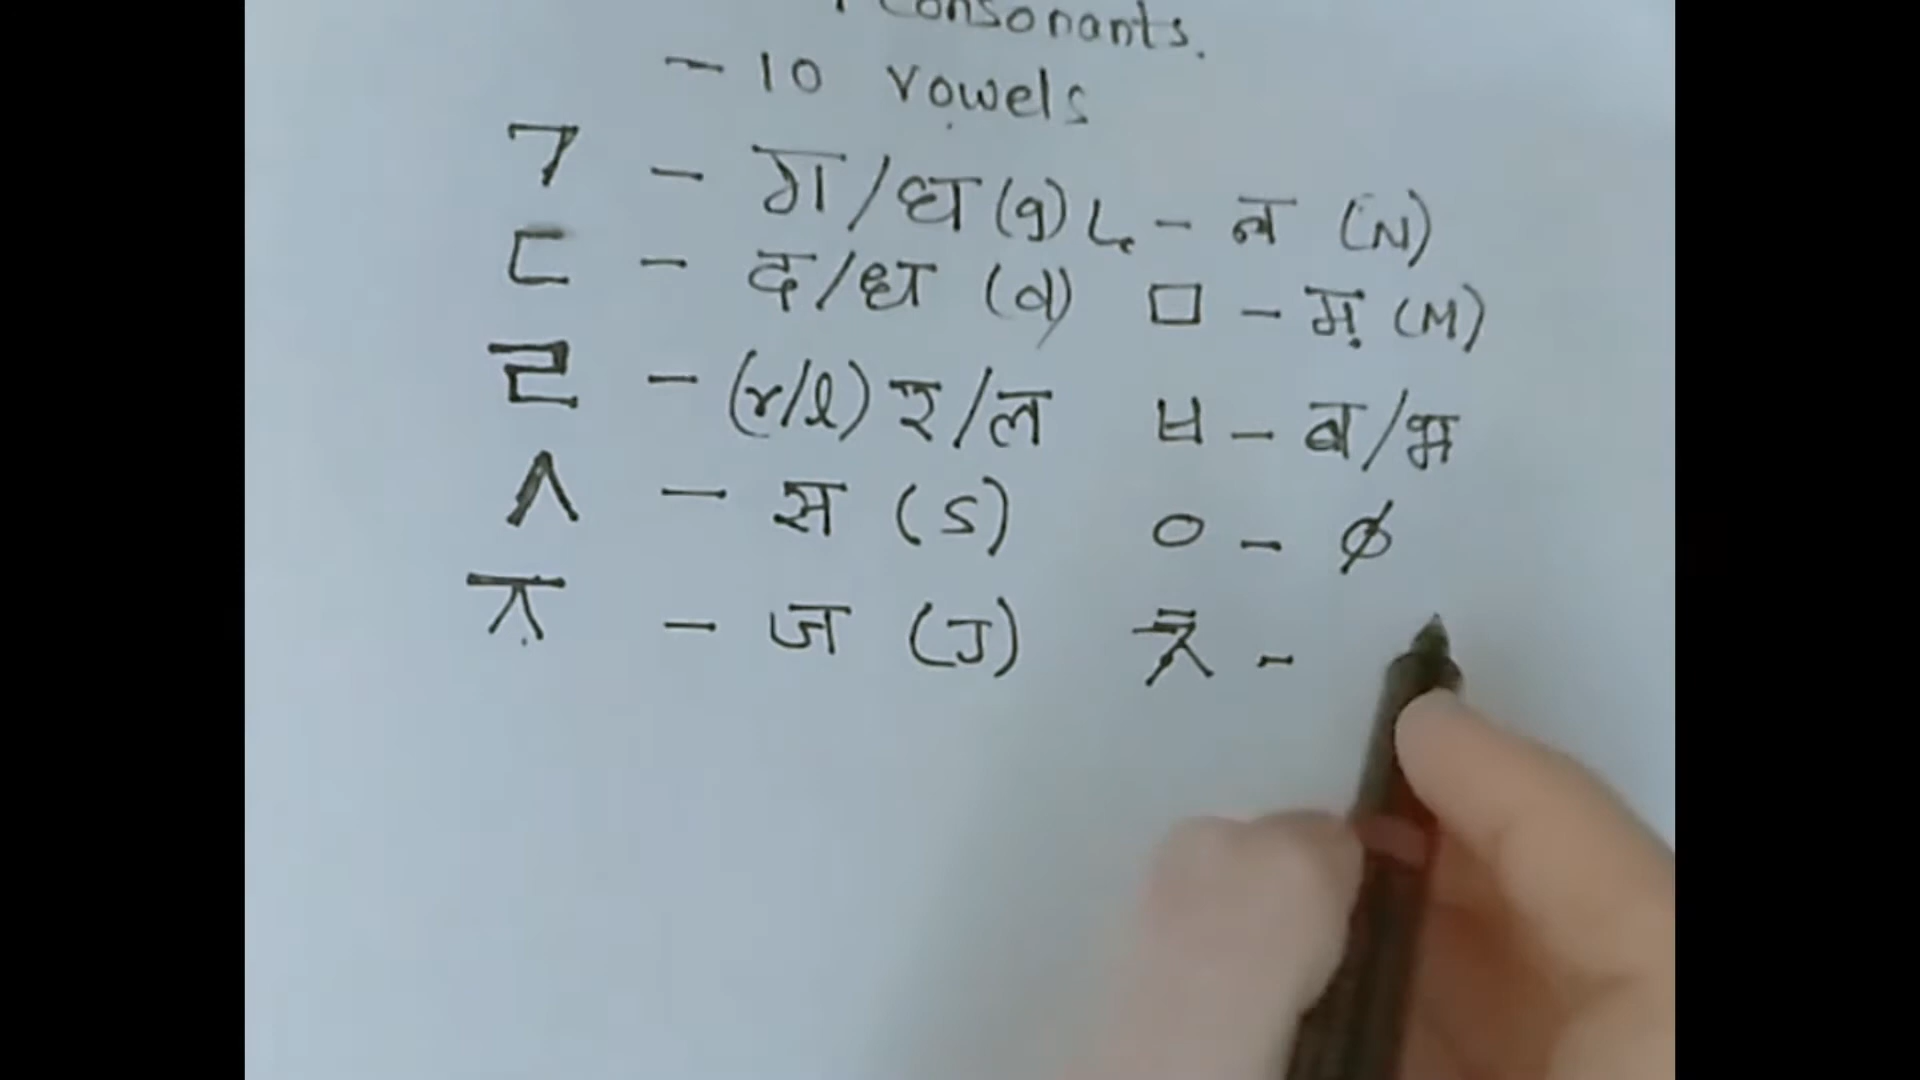 consonants.
- 10 vowels
ㄱ - ग/घ (g) ㄴ - न (N)
ㄷ - द/ध (d) ㅁ - म (M)
ㄹ - (r/l) र/ल ㅂ - ब/भ
ㅅ - स (S) ㅇ - ∅
ㅈ - ज (J) ㅊ -